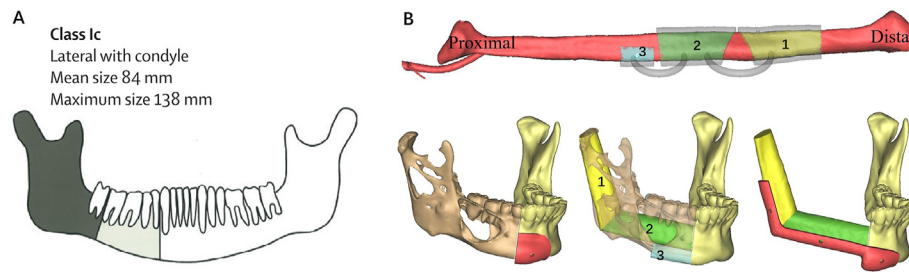 A
Class Ic
Lateral with condyle
Mean size 84 mm
Maximum size 138 mm
B
Proximal
3
2
1
Dista
1
2
3